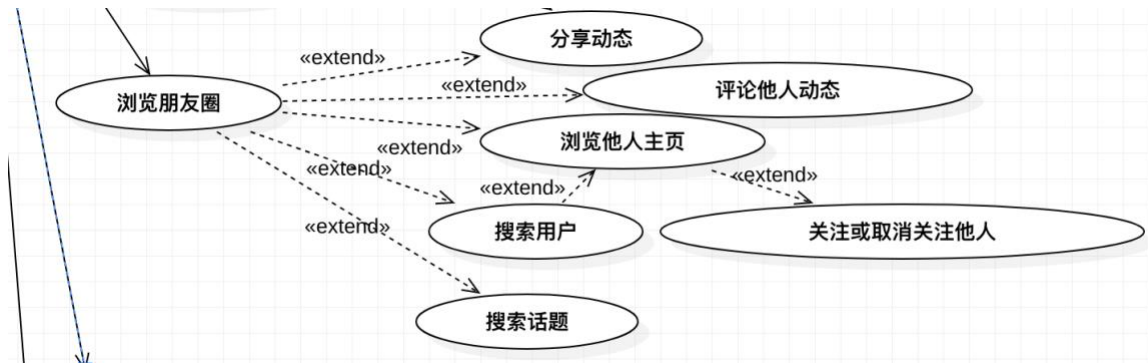 分享动态
«extend»
«extend»
评论他人动态
浏览朋友圈
浏览他人主页
«extend»
«extend»
«extend»
«extend»
«extend»
搜索用户
关注或取消关注他人
搜索话题